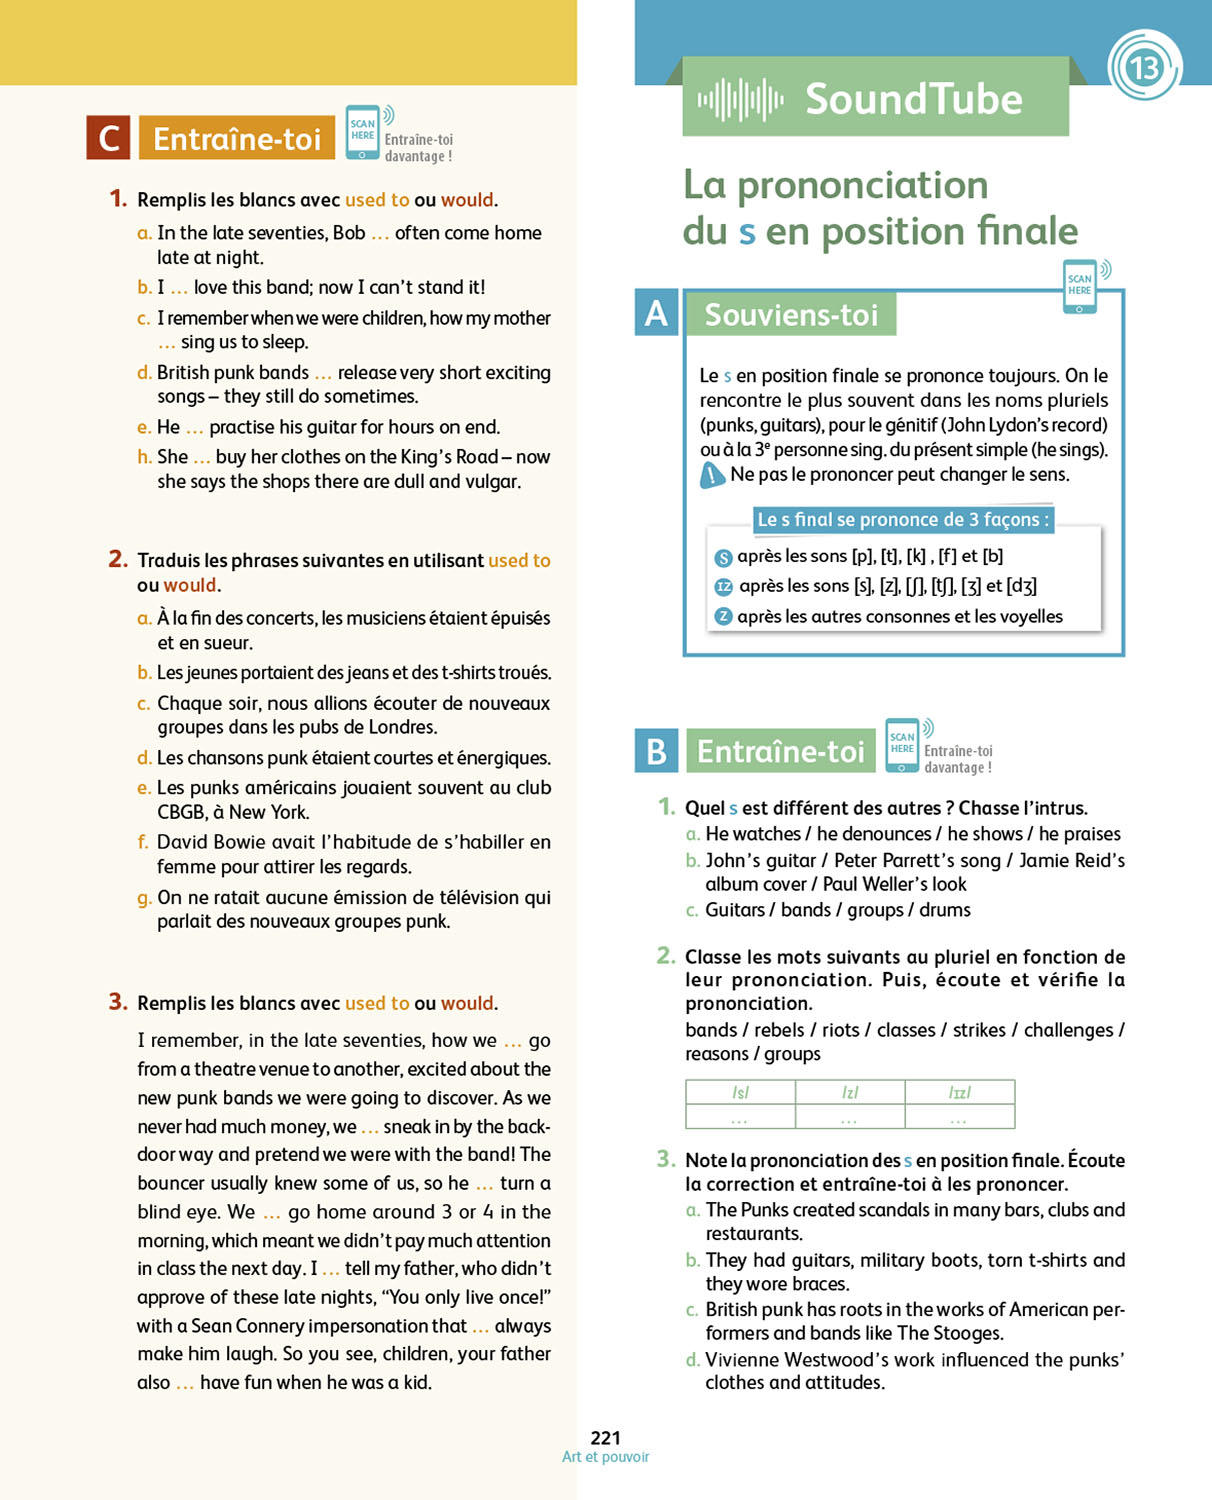 C Entraîne-toi
SCAN
HERE
Entraîne-toi
davantage !
1. Remplis les blancs avec used to ou would.
a. In the late seventies, Bob ... often come home
late at night.
b. I ... love this band; now I can't stand it!
c. I remember when we were children, how my mother
... sing us to sleep.
d. British punk bands ... release very short exciting
songs – they still do sometimes.
e. He ... practise his guitar for hours on end.
h. She ... buy her clothes on the King's Road – now
she says the shops there are dull and vulgar.
2. Traduis les phrases suivantes en utilisant used to
ou would.
a. À la fin des concerts, les musiciens étaient épuisés
et en sueur.
b. Les jeunes portaient des jeans et des t-shirts troués.
c. Chaque soir, nous allions écouter de nouveaux
groupes dans les pubs de Londres.
d. Les chansons punk étaient courtes et énergiques.
e. Les punks américains jouaient souvent au club
CBGB, à New York.
f. David Bowie avait l'habitude de s'habiller en
femme pour attirer les regards.
g. On ne ratait aucune émission de télévision qui
parlait des nouveaux groupes punk.
3. Remplis les blancs avec used to ou would.
I remember, in the late seventies, how we ... go
from a theatre venue to another, excited about the
new punk bands we were going to discover. As we
never had much money, we ... sneak in by the back-
door way and pretend we were with the band! The
bouncer usually knew some of us, so he ... turn a
blind eye. We ... go home around 3 or 4 in the
morning, which meant we didn't pay much attention
in class the next day. I ... tell my father, who didn't
approve of these late nights, “You only live once!”
with a Sean Connery impersonation that ... always
make him laugh. So you see, children, your father
also ... have fun when he was a kid.
13
SoundTube
La prononciation
du s en position finale
SCAN
HERE
A Souviens-toi
Le s en position finale se prononce toujours. On le
rencontre le plus souvent dans les noms pluriels
(punks, guitars), pour le génitif (John Lydon's record)
ou à la 3e personne sing. du présent simple (he sings).
! Ne pas le prononcer peut changer le sens.
Le s final se prononce de 3 façons :
S après les sons [p], [t], [k] , [f] et [b]
ɪz après les sons [s], [z], [ʃ], [tʃ], [ʒ] et [dʒ]
Z après les autres consonnes et les voyelles
B Entraîne-toi
SCAN
HERE
Entraîne-toi
davantage !
1. Quel s est différent des autres ? Chasse l'intrus.
a. He watches / he denounces / he shows / he praises
b. John's guitar / Peter Parrett's song / Jamie Reid's
album cover / Paul Weller's look
c. Guitars / bands / groups / drums
2. Classe les mots suivants au pluriel en fonction de
leur prononciation. Puis, écoute et vérifie la
prononciation.
bands / rebels / riots / classes / strikes / challenges /
reasons / groups
/s/ /z/ /ɪz/
... ... ...
3. Note la prononciation des s en position finale. Écoute
la correction et entraîne-toi à les prononcer.
a. The Punks created scandals in many bars, clubs and
restaurants.
b. They had guitars, military boots, torn t-shirts and
they wore braces.
c. British punk has roots in the works of American per-
formers and bands like The Stooges.
d. Vivienne Westwood's work influenced the punks'
clothes and attitudes.
221
Art et pouvoir